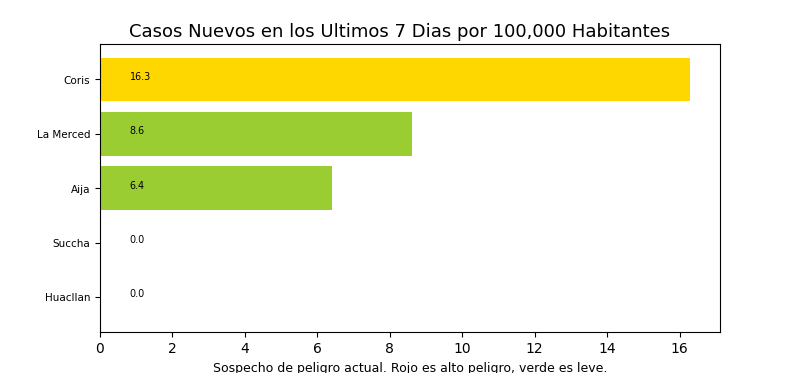 Casos Nuevos en los Ultimos 7 Dias por 100,000 Habitantes
Coris 16.3
La Merced 8.6
Aija 6.4
Succha 0.0
Huacllan 0.0
0 2 4 6 8 10 12 14 16
Sospecho de peligro actual. Rojo es alto peligro, verde es leve.